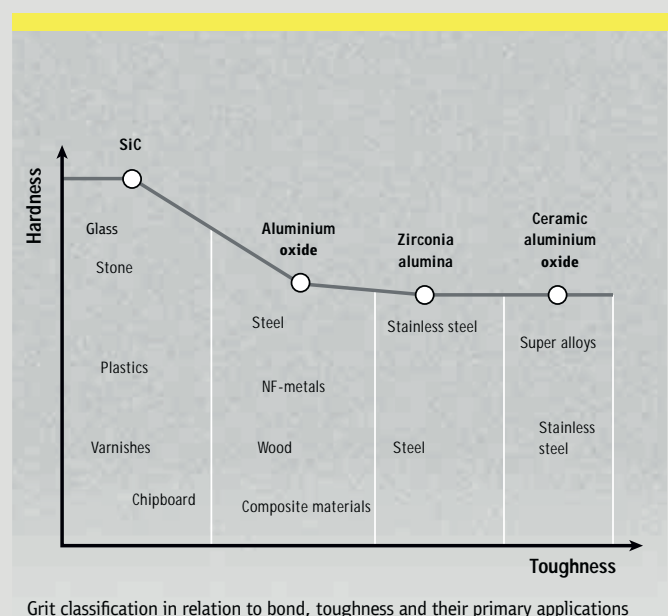 SiC
Hardness
Glass
Stone
Plastics
Varnishes
Chipboard
Aluminium
oxide
Steel
NF-metals
Wood
Composite materials
Zirconia
alumina
Stainless steel
Steel
Ceramic
aluminium
oxide
Super alloys
Stainless
steel
Toughness
Grit classification in relation to bond, toughness and their primary applications